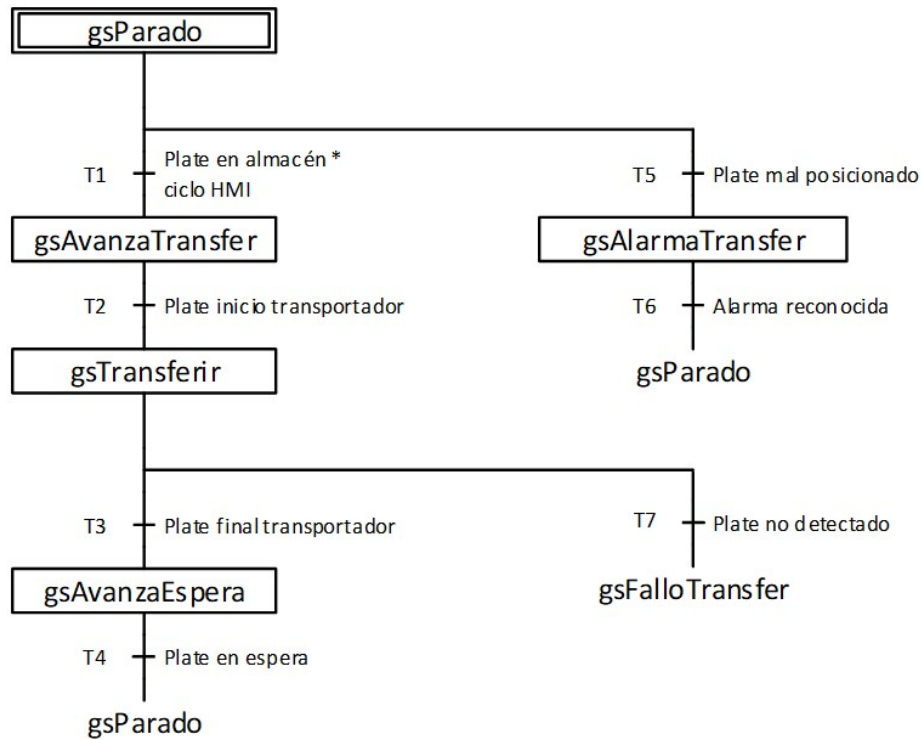 gsParado
T1
Plate en almacén *
ciclo HMI
T5
Plate mal posicionado
gsAvanzaTransfer
gsAlarmaTransfer
T2
Plate inicio transportador
T6
Alarma reconocida
gsTransferir
gsParado
T3
Plate final transportador
T7
Plate no detectado
gsAvanzaEspera
gsFalloTransfer
T4
Plate en espera
gsParado